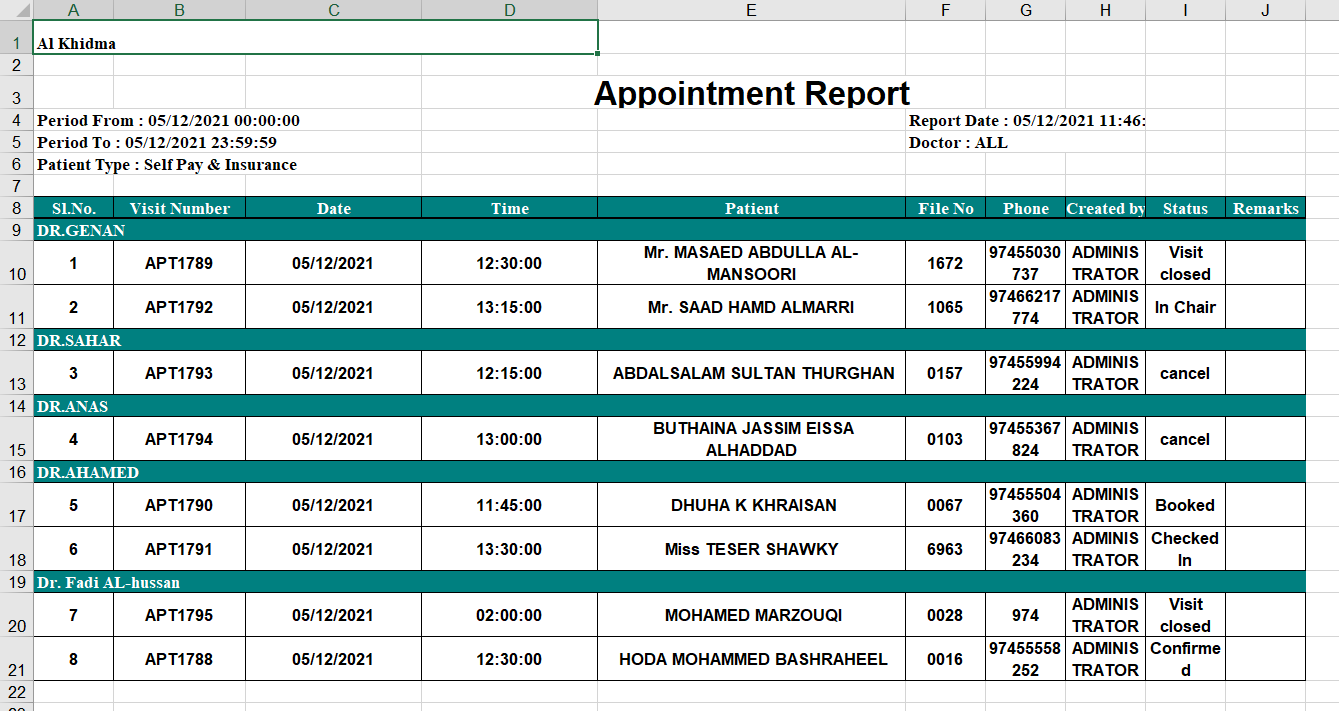 A B C D E F G H I J
1 Al Khidma
2
3 Appointment Report
4 Period From : 05/12/2021 00:00:00 Report Date : 05/12/2021 11:46:
5 Period To : 05/12/2021 23:59:59 Doctor : ALL
6 Patient Type : Self Pay & Insurance
7
8 Sl.No. Visit Number Date Time Patient File No Phone Created by Status Remarks
9 DR.GENAN
Mr. MASAED ABDULLA AL- 97455030 ADMINIS Visit
1 APT1789 05/12/2021 12:30:00 1672
10 MANSOORI 737 TRATOR closed
97466217 ADMINIS
2 APT1792 05/12/2021 13:15:00 Mr. SAAD HAMD ALMARRI 1065 In Chair
11 774 TRATOR
12 DR.SAHAR
97455994 ADMINIS
3 APT1793 05/12/2021 12:15:00 ABDALSALAM SULTAN THURGHAN 0157 cancel
13 224 TRATOR
14 DR.ANAS
BUTHAINA JASSIM EISSA 97455367 ADMINIS
4 APT1794 05/12/2021 13:00:00 0103 cancel
15 ALHADDAD 824 TRATOR
16 DR.AHAMED
97455504 ADMINIS
5 APT1790 05/12/2021 11:45:00 DHUHA K KHRAISAN 0067 Booked
17 360 TRATOR
97466083 ADMINIS Checked
6 APT1791 05/12/2021 13:30:00 Miss TESER SHAWKY 6963
18 234 TRATOR In
19 Dr. Fadi AL-hussan
ADMINIS Visit
7 APT1795 05/12/2021 02:00:00 MOHAMED MARZOUQI 0028 974
20 TRATOR closed
97455558 ADMINIS Confirme
8 APT1788 05/12/2021 12:30:00 HODA MOHAMMED BASHRAHEEL 0016
21 252 TRATOR d
22